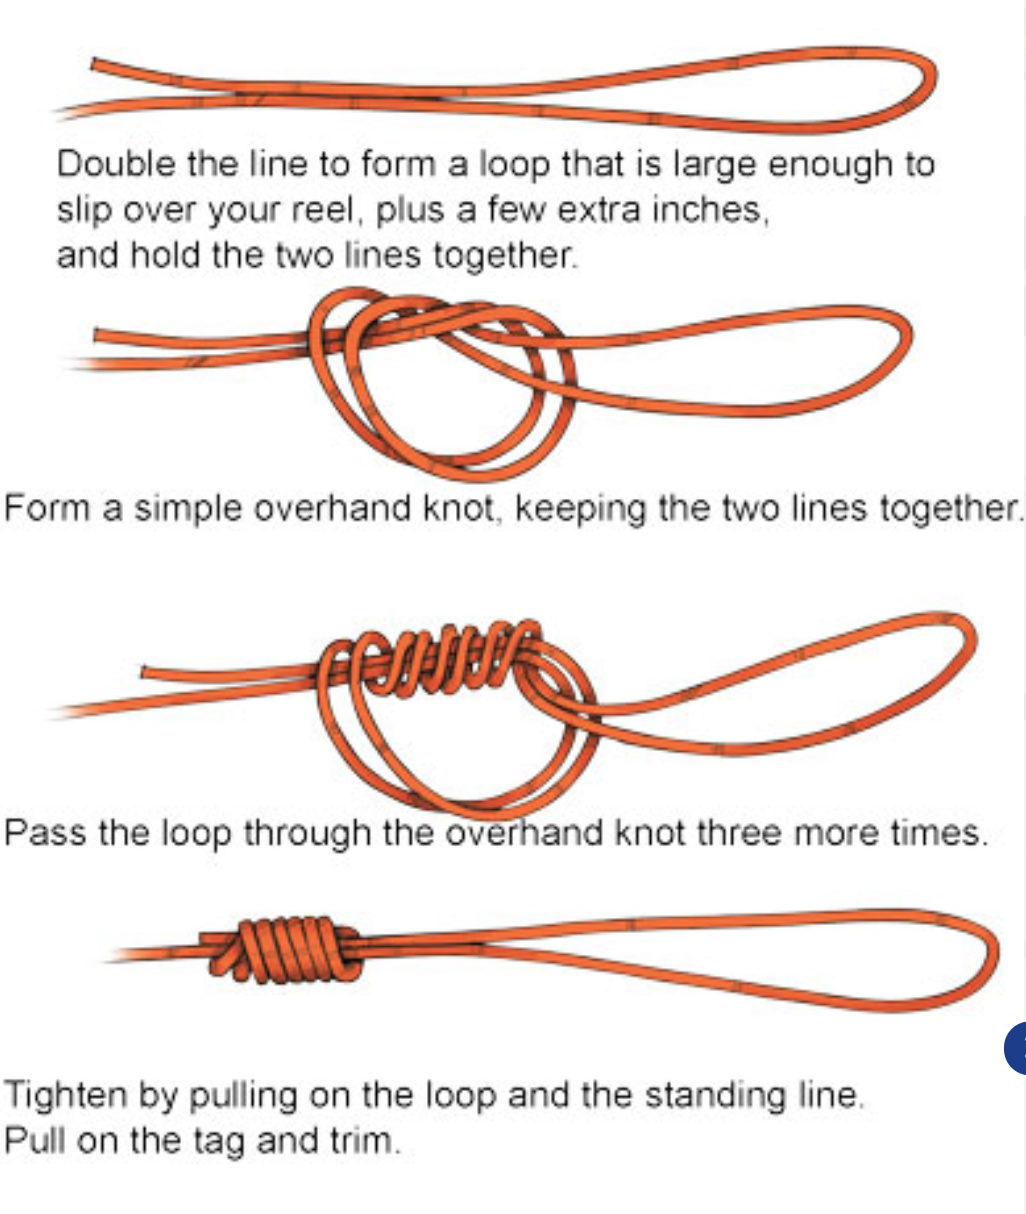 Double the line to form a loop that is large enough to
slip over your reel, plus a few extra inches,
and hold the two lines together.
Form a simple overhand knot, keeping the two lines together.
Pass the loop through the overhand knot three more times.
Tighten by pulling on the loop and the standing line.
Pull on the tag and trim.